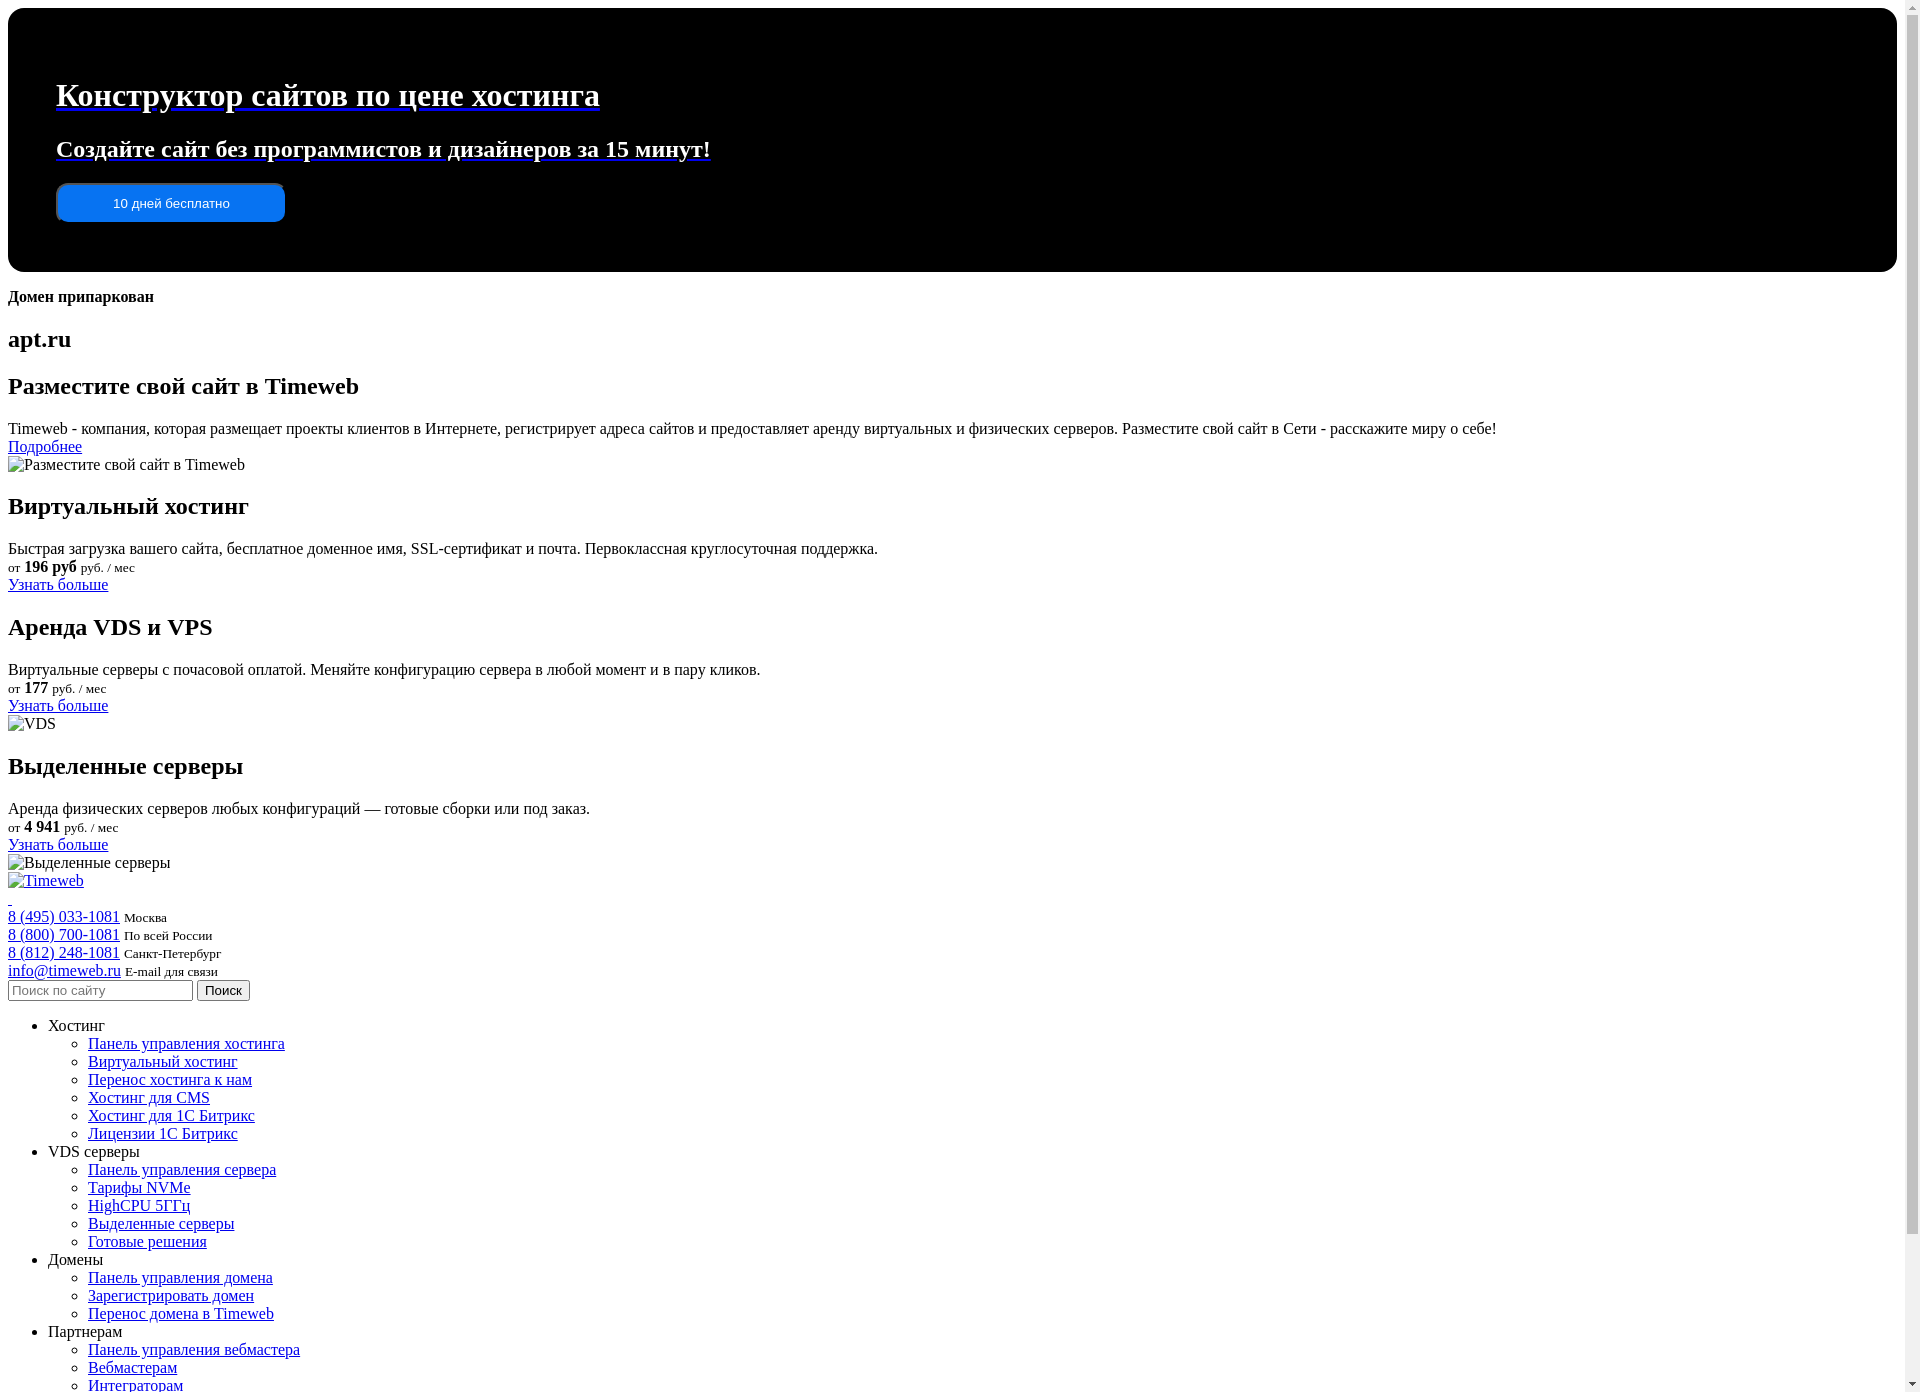 Конструктор сайтов по цене хостинга
Создайте сайт без программистов и дизайнеров за 15 минут!
10 дней бесплатно
Домен припаркован
apt.ru
Разместите свой сайт в Timeweb
Timeweb - компания, которая размещает проекты клиентов в Интернете, регистрирует адреса сайтов и предоставляет аренду виртуальных и физических серверов. Разместите свой сайт в Сети - расскажите миру о себе!
Подробнее
Разместите свой сайт в Timeweb
Виртуальный хостинг
Быстрая загрузка вашего сайта, бесплатное доменное имя, SSL-сертификат и почта. Первоклассная круглосуточная поддержка.
от 196 руб руб. / мес
Узнать больше
Аренда VDS и VPS
Виртуальные серверы с почасовой оплатой. Меняйте конфигурацию сервера в любой момент и в пару кликов.
от 177 руб. / мес
Узнать больше
VDS
Выделенные серверы
Аренда физических серверов любых конфигураций — готовые сборки или под заказ.
от 4 941 руб. / мес
Узнать больше
Выделенные серверы
Timeweb
8 (495) 033-1081 Москва
8 (800) 700-1081 По всей России
8 (812) 248-1081 Санкт-Петербург
info@timeweb.ru E-mail для связи
Поиск по сайту Поиск
Хостинг
Панель управления хостинга
Виртуальный хостинг
Перенос хостинга к нам
Хостинг для CMS
Хостинг для 1С Битрикс
Лицензии 1С Битрикс
VDS серверы
Панель управления сервера
Тарифы NVMe
HighCPU 5ГГц
Выделенные серверы
Готовые решения
Домены
Панель управления домена
Зарегистрировать домен
Перенос домена в Timeweb
Партнерам
Панель управления вебмастера
Вебмастерам
Интеграторам